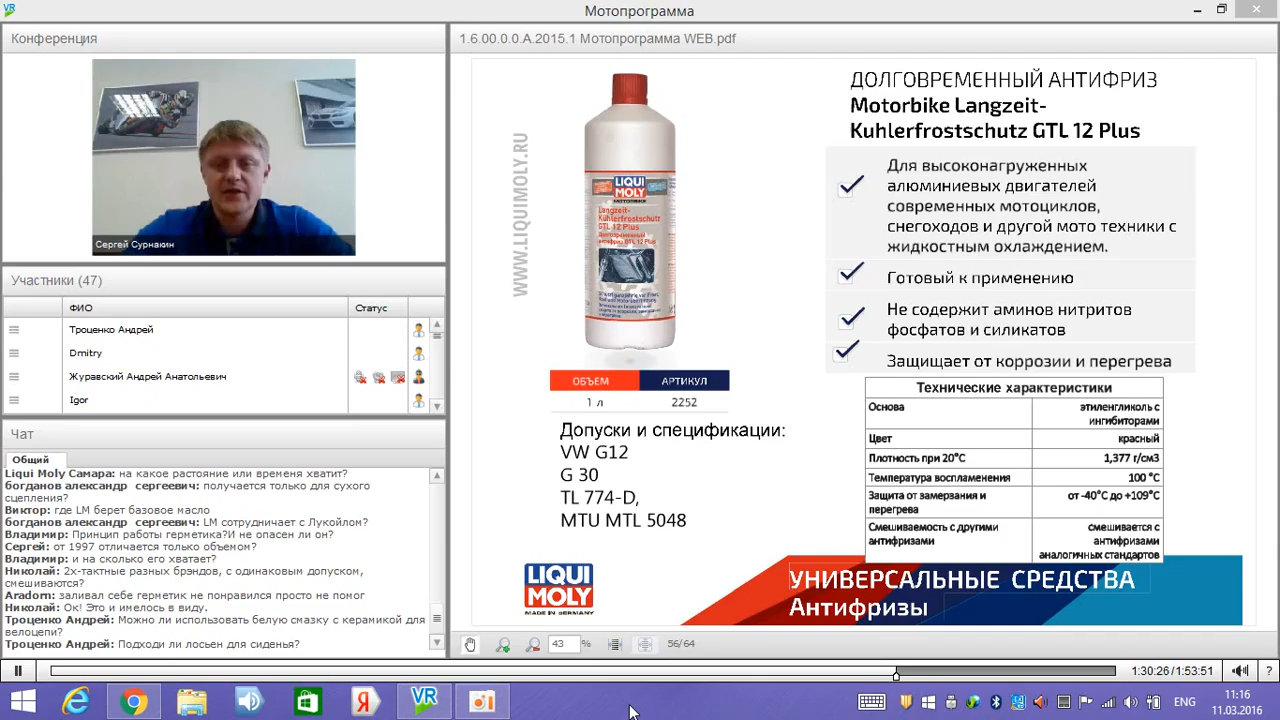 VR
Мотопрограмма
Конференция
1.6.00.0.0.A.2015.1 Мотопрограмма WEB.pdf
Сергей Сурнакин
Участники (47)
ФИО
Статус
Троценко Андрей
Dmitry
Журавский Андрей Анатольевич
Igor
Чат
Общий
Liqui Moly Самара: на какое растояние или временя хватит?
богданов александр сергеевич: получается только для сухого
сцепления?
Виктор: где LM берет базовое масло
богданов александр сергеевич: LM сотрудничает с Лукойлом?
Владимир: Принцип работы герметика?И не опасен ли он?
Сергей: от 1997 отличается только объемом?
Владимир: и на сколько его хватает?
Николай: 2х-тактные разных брэндов, с одинаковым допуском,
смешиваются?
Aradorn: заливал себе герметик не понравился просто не помог
Николай: Ок! Это и имелось в виду.
Троценко Андрей: Можно ли использовать белую смазку с керамикой для
велоцепи?
Троценко Андрей: Подходи ли лосьен для сиденья?
WWW.LIQUIMOLY.RU
LIQUI
MOLY
Langzeit-
Kühlerfrostschutz
GTL 12 Plus
ОБЪЕМ
АРТИКУЛ
1 л
2252
Допуски и спецификации:
VW G12
G 30
TL 774-D,
MTU MTL 5048
LIQUI
MOLY
MADE IN GERMANY
ДОЛГОВРЕМЕННЫЙ АНТИФРИЗ
Motorbike Langzeit-
Kuhlerfrostschutz GTL 12 Plus
Для высоконагруженных
алюминиевых двигателей
современных мотоциклов,
снегоходов и другой мото техники с
жидкостным охлаждением.
Готовый к применению
Не содержит аминов нитритов
фосфатов и силикатов
Защищает от коррозии и перегрева
Технические характеристики
Основа
этиленгликоль с
ингибиторами
Цвет
красный
Плотность при 20°C
1,377 г/см3
Температура воспламенения
100 °C
Защита от замерзания и
перегрева
от -40°C до +109°C
Смешиваемость с другими
антифризами
смешивается с
антифризами
аналогичных стандартов
УНИВЕРСАЛЬНЫЕ СРЕДСТВА
Антифризы
43 %
56/64
1:30:26/1:53:51
?
Я
VR
ENG
11:16
11.03.2016